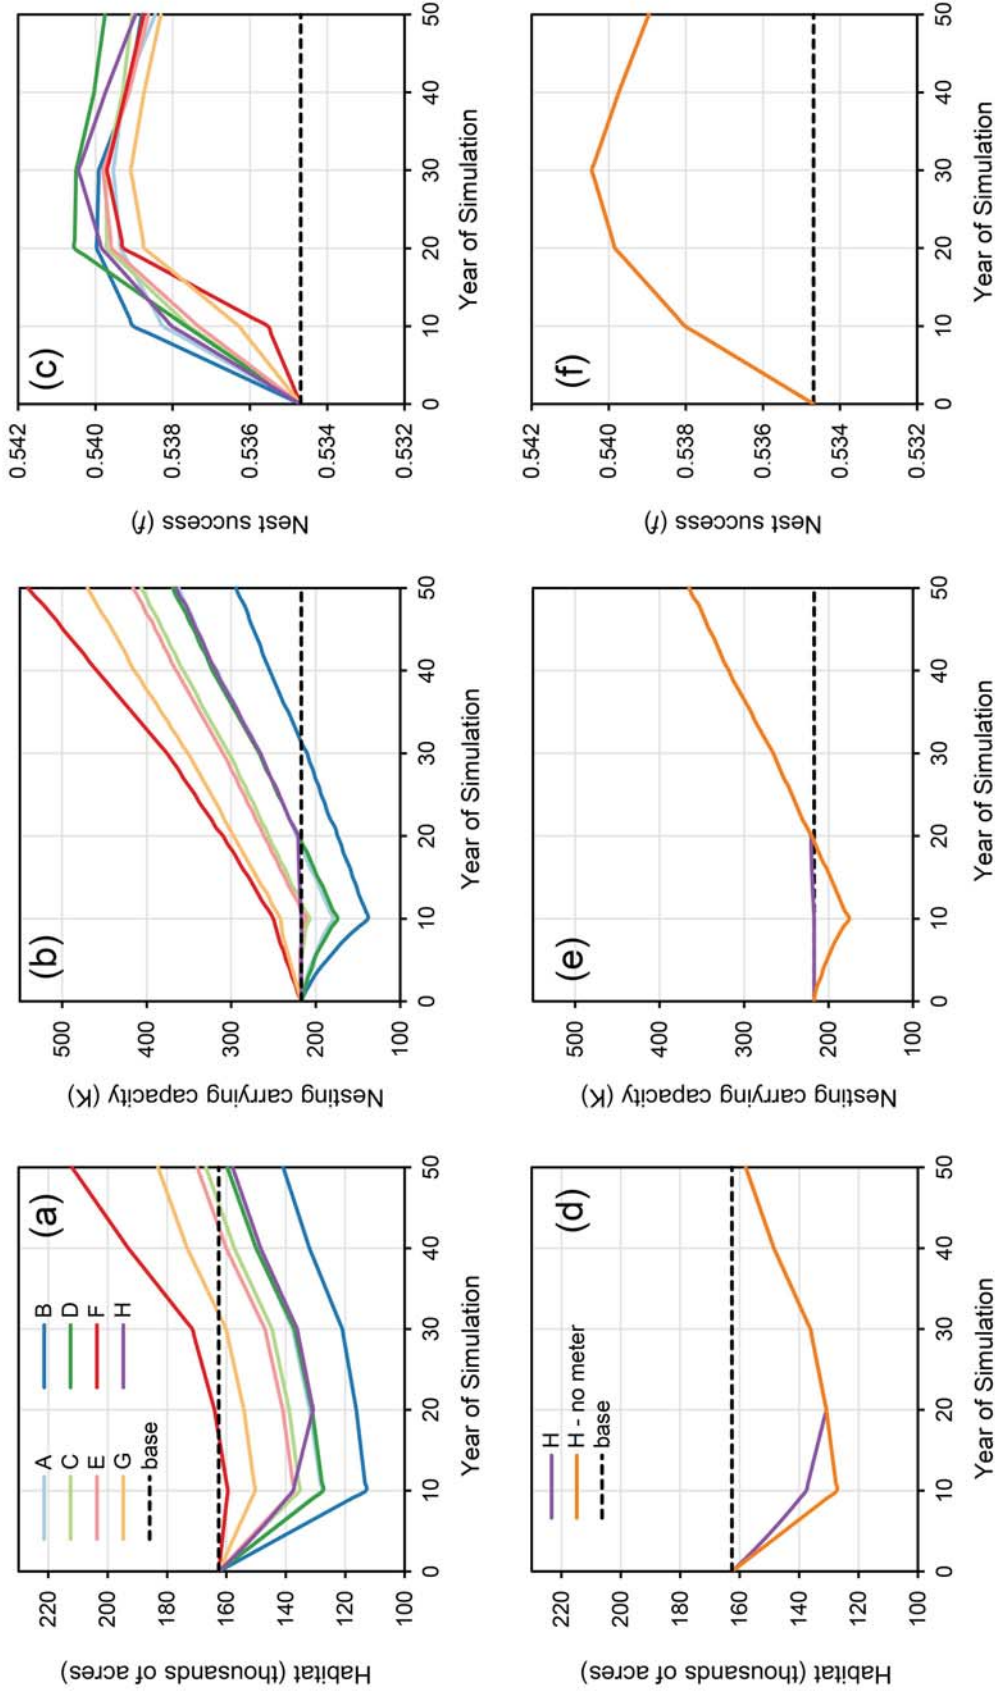 (a)
A
B
C
D
E
F
G
H
base
Habitat (thousands of acres)
220
200
180
160
140
120
100
0
10
20
30
40
50
Year of Simulation
(b)
Nesting carrying capacity (K)
500
400
300
200
100
0
10
20
30
40
50
Year of Simulation
(c)
Nest success (f)
0.542
0.540
0.538
0.536
0.534
0.532
0
10
20
30
40
50
Year of Simulation
(d)
H
H - no meter
base
Habitat (thousands of acres)
220
200
180
160
140
120
100
0
10
20
30
40
50
Year of Simulation
(e)
Nesting carrying capacity (K)
500
400
300
200
100
0
10
20
30
40
50
Year of Simulation
(f)
Nest success (f)
0.542
0.540
0.538
0.536
0.534
0.532
0
10
20
30
40
50
Year of Simulation